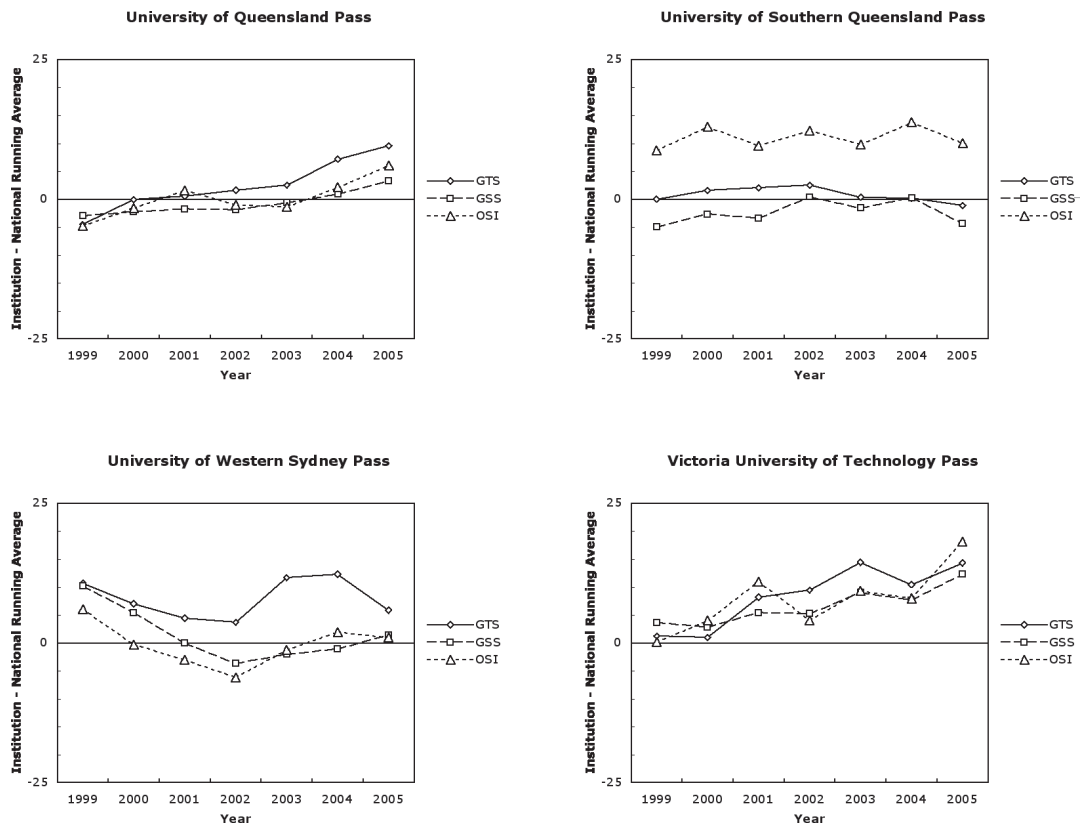 University of Queensland Pass
Institution - National Running Average
25
0
-25
1999 2000 2001 2002 2003 2004 2005
Year
GTS
GSS
OSI
University of Southern Queensland Pass
Institution - National Running Average
25
0
-25
1999 2000 2001 2002 2003 2004 2005
Year
GTS
GSS
OSI
University of Western Sydney Pass
Institution - National Running Average
25
0
-25
1999 2000 2001 2002 2003 2004 2005
Year
GTS
GSS
OSI
Victoria University of Technology Pass
Institution - National Running Average
25
0
-25
1999 2000 2001 2002 2003 2004 2005
Year
GTS
GSS
OSI